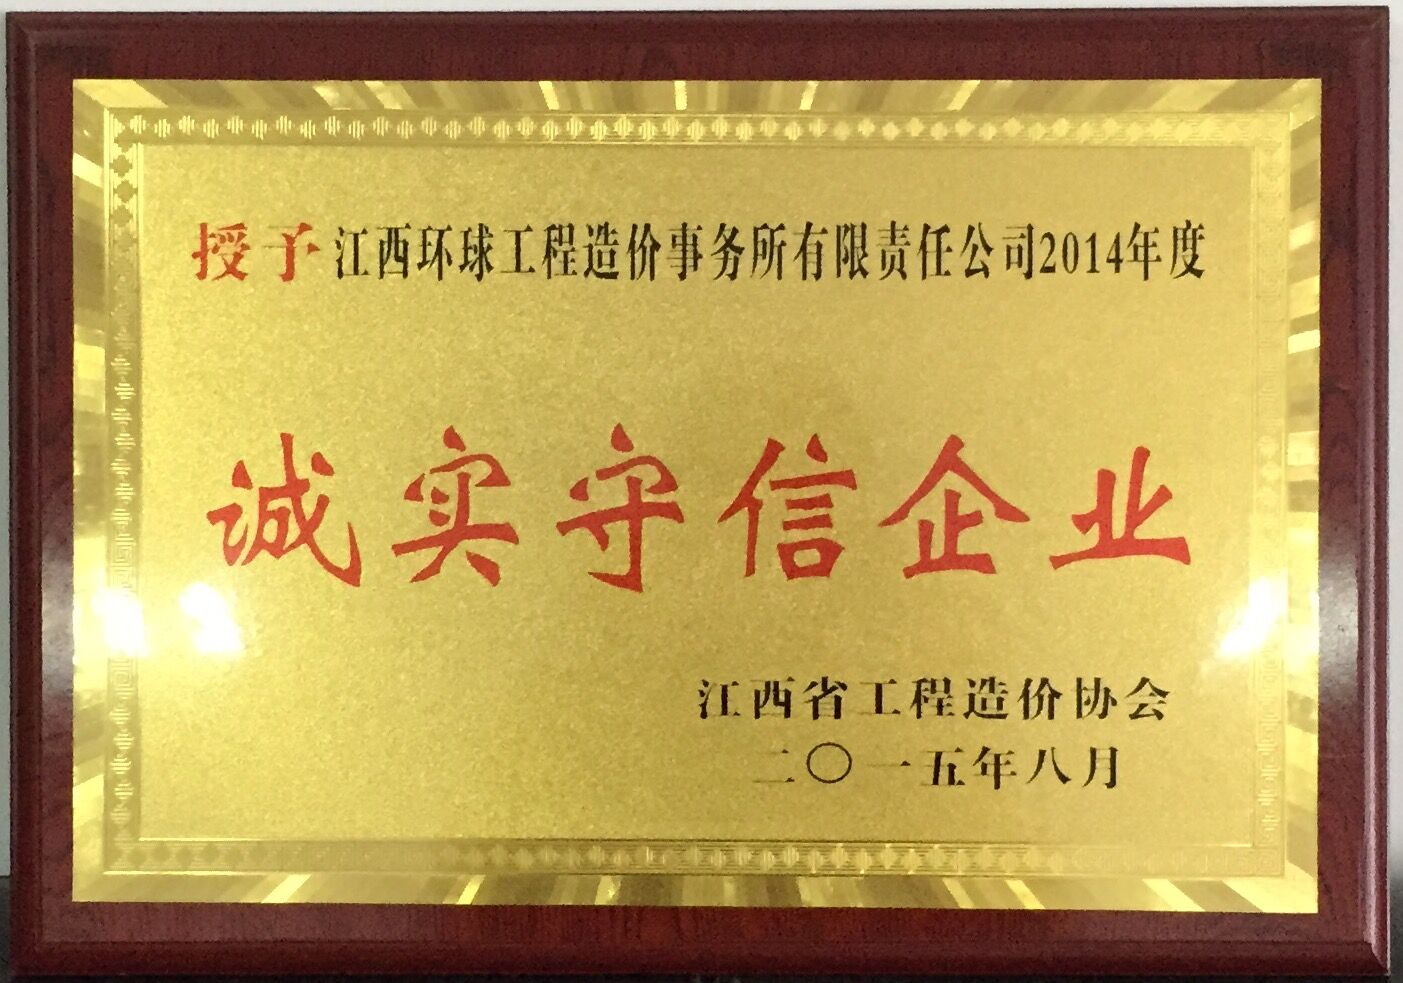 授予江西环球工程造价事务所有限责任公司2014年度
诚实守信企业
江西省工程造价协会
二〇一五年八月